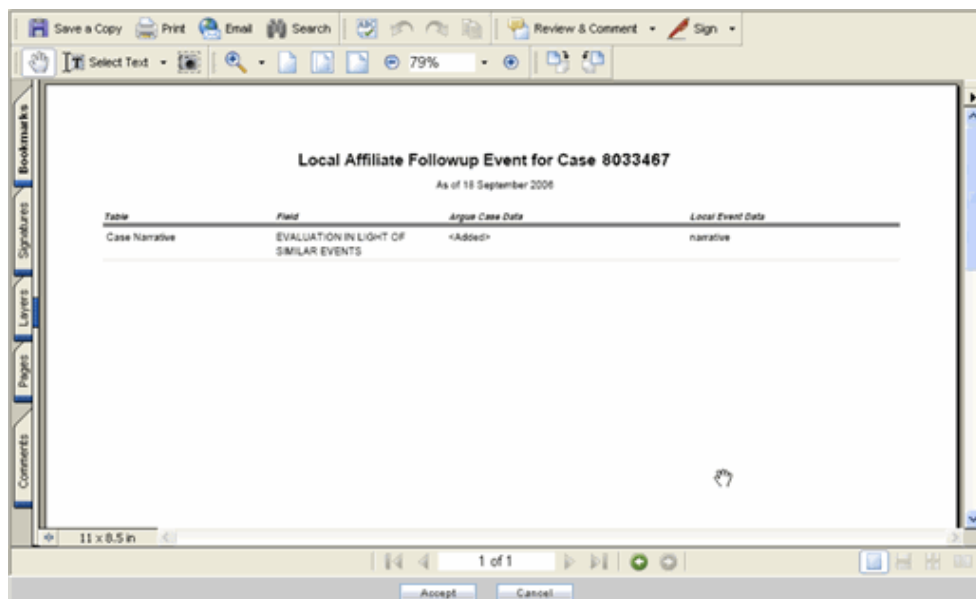 Save a Copy Print Email Search Review & Comment Sign
Select Text 79%
Bookmarks
Signatures
Layers
Pages
Comments
Local Affiliate Followup Event for Case 8033467
As of 18 September 2006
Table Field Argus Case Data Local Event Data
Case Narrative EVALUATION IN LIGHT OF <Added> narrative
SIMILAR EVENTS
11 x 8.5 in
1 of 1
Accept Cancel